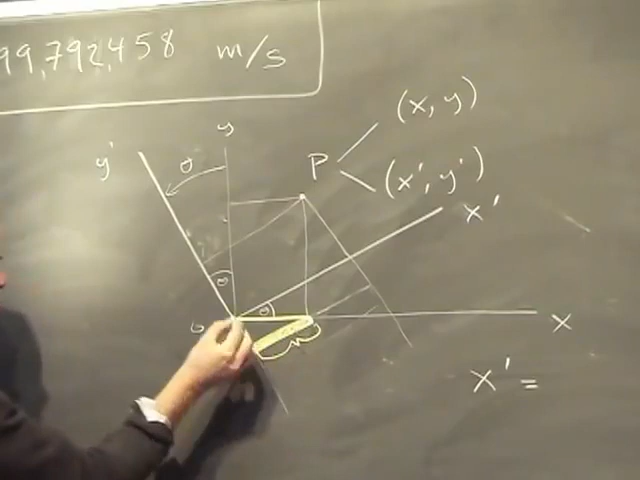 99,792,458 m/s
(x, y)
y
y'
θ
P
(x', y')
x'
θ
θ
x
x' =